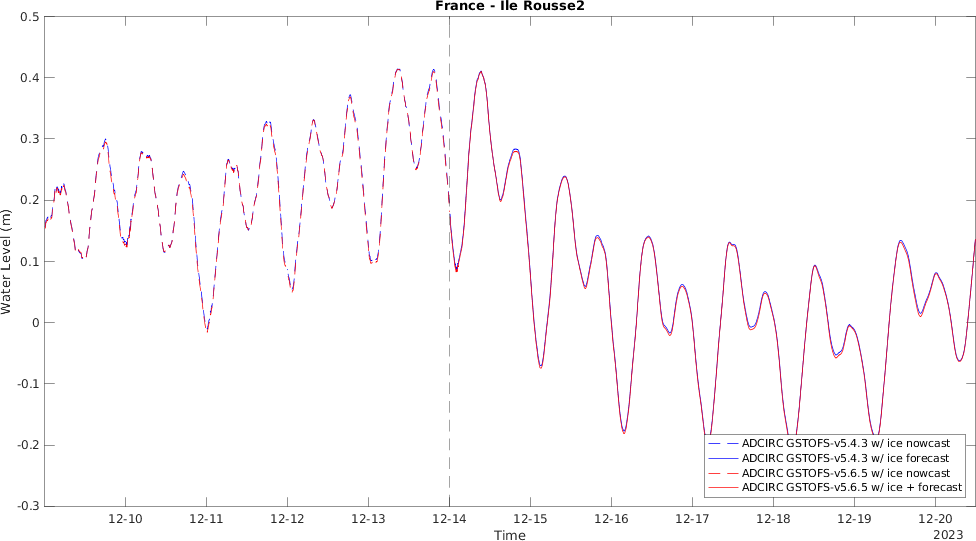 France - Ile Rousse2
0.5
0.4
0.3
0.2
0.1
0
-0.1
-0.2
-0.3
Water Level (m)
ADCIRC GSTOFS-v5.4.3 w/ ice nowcast
ADCIRC GSTOFS-v5.4.3 w/ ice forecast
ADCIRC GSTOFS-v5.6.5 w/ ice nowcast
ADCIRC GSTOFS-v5.6.5 w/ ice + forecast
12-10 12-11 12-12 12-13 12-14 12-15 12-16 12-17 12-18 12-19 12-20
Time
2023